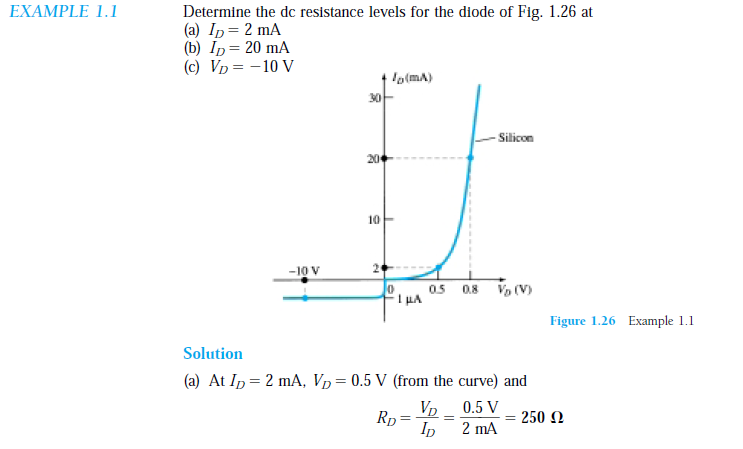 EXAMPLE 1.1
Determine the dc resistance levels for the diode of Fig. 1.26 at
(a) I_D = 2 mA
(b) I_D = 20 mA
(c) V_D = −10 V
I_D (mA)
30
Silicon
20
10
−10 V
2
0
0.5
0.8
V_D (V)
1 μA
Figure 1.26 Example 1.1
Solution
(a) At I_D = 2 mA, V_D = 0.5 V (from the curve) and
R_D = V_D / I_D = 0.5 V / 2 mA = 250 Ω